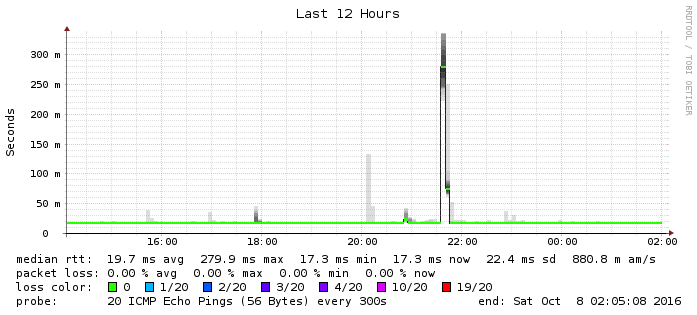 Last 12 Hours
RRDTOOL / TOBI OETIKER
Seconds
300 m
250 m
200 m
150 m
100 m
50 m
0
16:00 18:00 20:00 22:00 00:00 02:00
median rtt: 19.7 ms avg 279.9 ms max 17.3 ms min 17.3 ms now 22.4 ms sd 880.8 m am/s
packet loss: 0.00 % avg 0.00 % max 0.00 % min 0.00 % now
loss color: 0 1/20 2/20 3/20 4/20 10/20 19/20
probe: 20 ICMP Echo Pings (56 Bytes) every 300s end: Sat Oct 8 02:05:08 2016